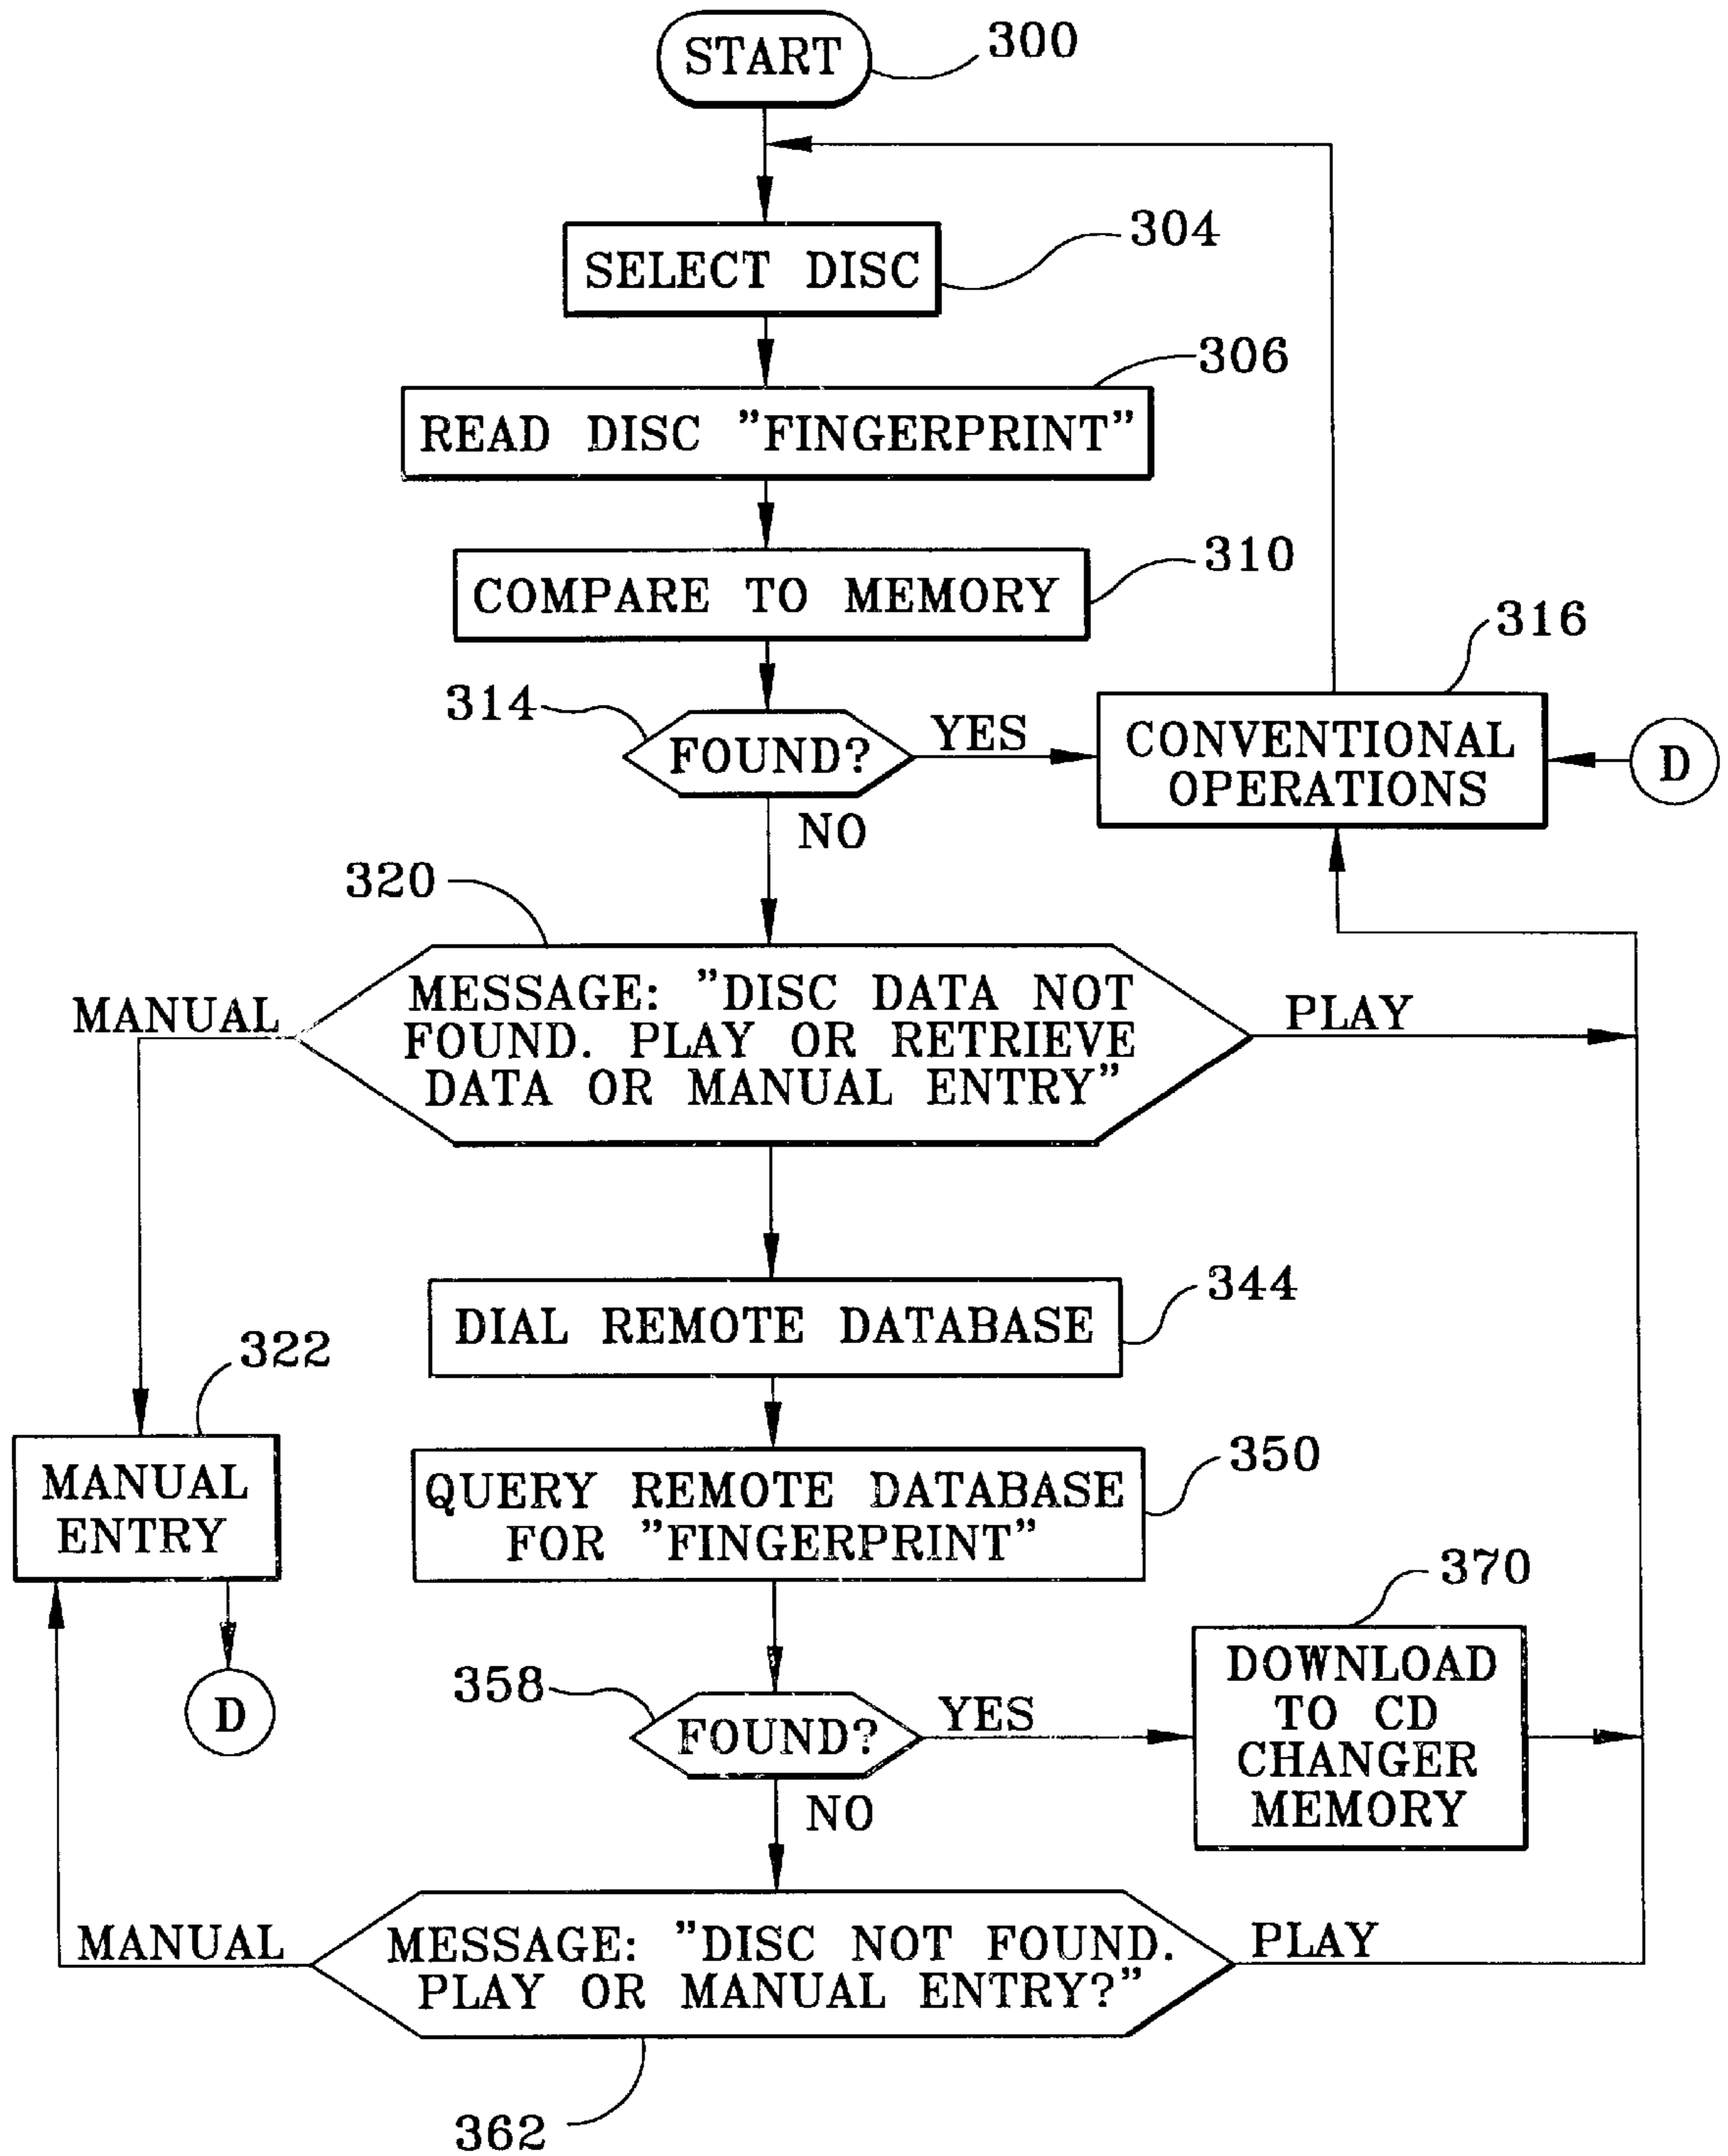 START
300
SELECT DISC
304
READ DISC ”FINGERPRINT”
306
COMPARE TO MEMORY
310
314
FOUND?
YES
NO
316
CONVENTIONAL
OPERATIONS
D
320
MESSAGE: ”DISC DATA NOT
FOUND. PLAY OR RETRIEVE
DATA OR MANUAL ENTRY”
MANUAL
PLAY
DIAL REMOTE DATABASE
344
322
MANUAL
ENTRY
D
QUERY REMOTE DATABASE
FOR ”FINGERPRINT”
350
358
FOUND?
YES
NO
370
DOWNLOAD
TO CD
CHANGER
MEMORY
MANUAL
MESSAGE: ”DISC NOT FOUND.
PLAY OR MANUAL ENTRY?”
PLAY
362